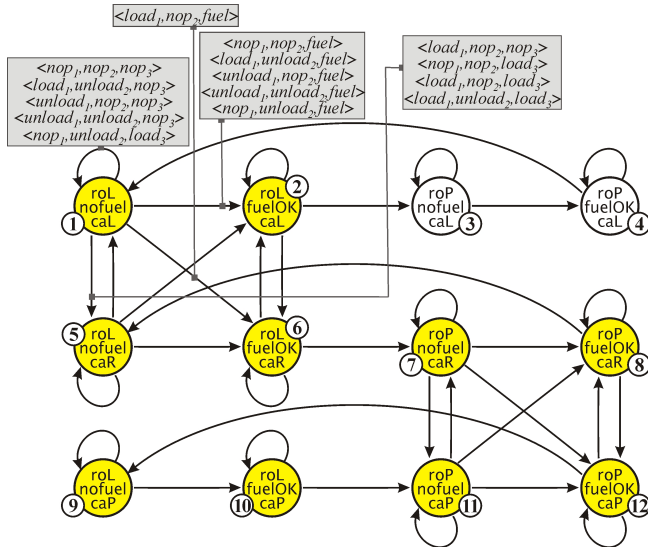 <load1,nop2,fuel>
<nop1,nop2,nop3>
<load1,unload2,nop3>
<unload1,nop2,nop3>
<unload1,unload2,nop3>
<nop1,unload2,load3>
<nop1,nop2,fuel>
<load1,unload2,fuel>
<unload1,nop2,fuel>
<unload1,unload2,fuel>
<nop1,unload2,fuel>
<load1,nop2,nop3>
<nop1,nop2,load3>
<load1,nop2,load3>
<load1,unload2,load3>
roL
nofuel
caL
1
roL
fuelOK
caL
2
roP
nofuel
caL
3
roP
fuelOK
caL
4
roL
nofuel
caR
5
roL
fuelOK
caR
6
roP
nofuel
caR
7
roP
fuelOK
caR
8
roL
nofuel
caP
9
roL
fuelOK
caP
10
roP
nofuel
caP
11
roP
fuelOK
caP
12